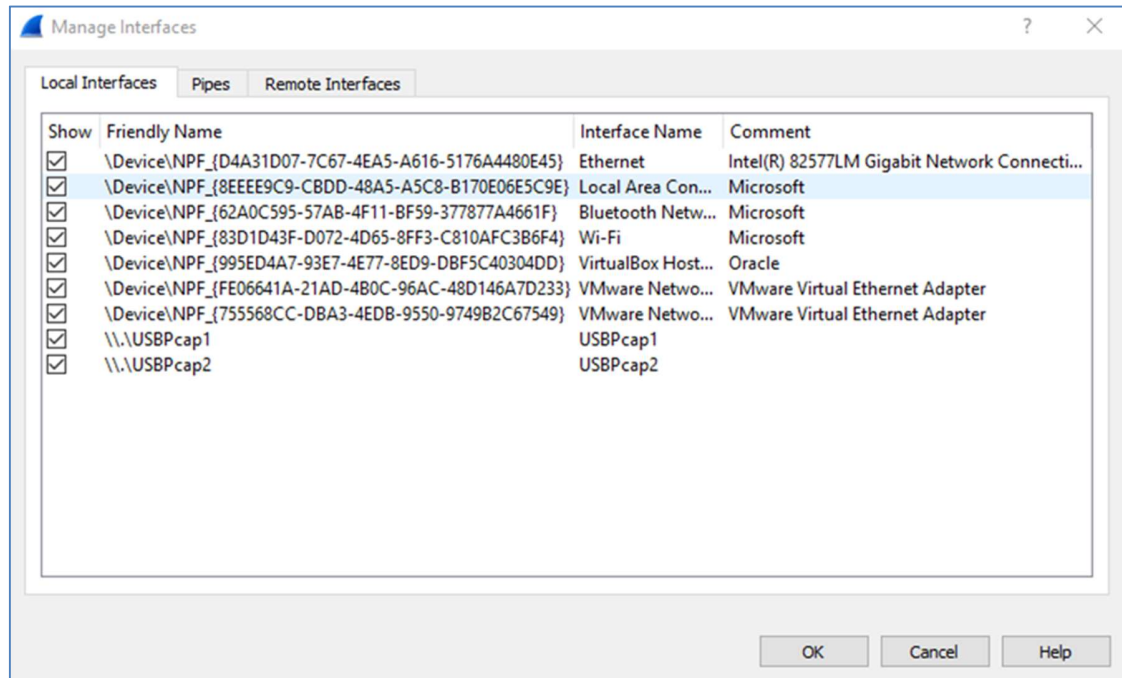 Manage Interfaces ?
Local Interfaces Pipes Remote Interfaces
Show Friendly Name Interface Name Comment
\Device\NPF_{D4A31D07-7C67-4EA5-A616-5176A4480E45} Ethernet Intel(R) 82577LM Gigabit Network Connecti...
\Device\NPF_{8EEEE9C9-CBDD-48A5-A5C8-B170E06E5C9E} Local Area Con... Microsoft
\Device\NPF_{62A0C595-57AB-4F11-BF59-377877A4661F} Bluetooth Netw... Microsoft
\Device\NPF_{83D1D43F-D072-4D65-8FF3-C810AFC3B6F4} Wi-Fi Microsoft
\Device\NPF_{995ED4A7-93E7-4E77-8ED9-DBF5C40304DD} VirtualBox Host... Oracle
\Device\NPF_{FE06641A-21AD-4B0C-96AC-48D146A7D233} VMware Netwo... VMware Virtual Ethernet Adapter
\Device\NPF_{755568CC-DBA3-4EDB-9550-9749B2C67549} VMware Netwo... VMware Virtual Ethernet Adapter
\\.\USBPcap1 USBPcap1
\\.\USBPcap2 USBPcap2
OK Cancel Help